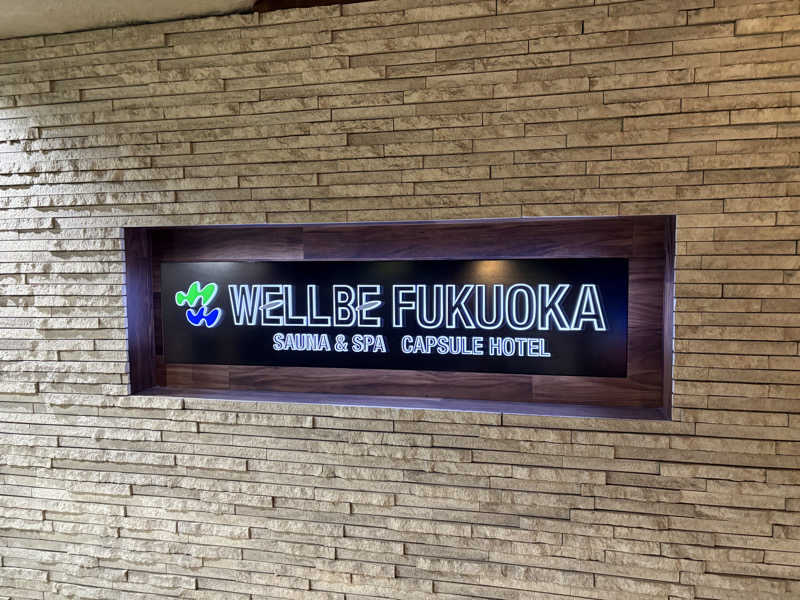 WELLBE FUKUOKA
SAUNA & SPA CAPSULE HOTEL